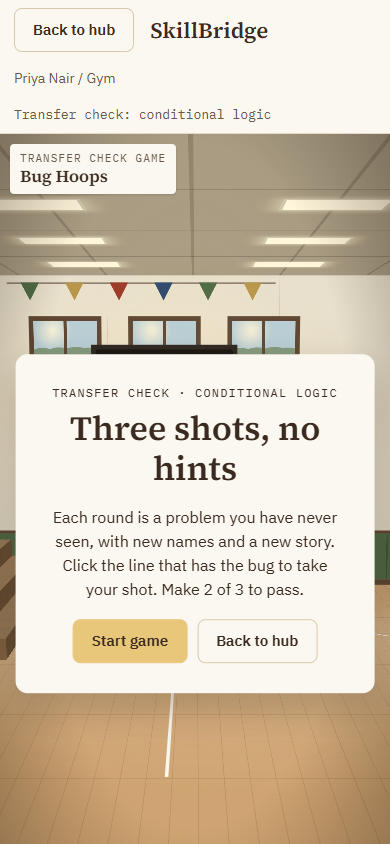 Back to hub
SkillBridge
Priya Nair / Gym
Transfer check: conditional logic
TRANSFER CHECK GAME
Bug Hoops
TRANSFER CHECK · CONDITIONAL LOGIC
Three shots, no
hints
Each round is a problem you have never
seen, with new names and a new story.
Click the line that has the bug to take
your shot. Make 2 of 3 to pass.
Start game
Back to hub